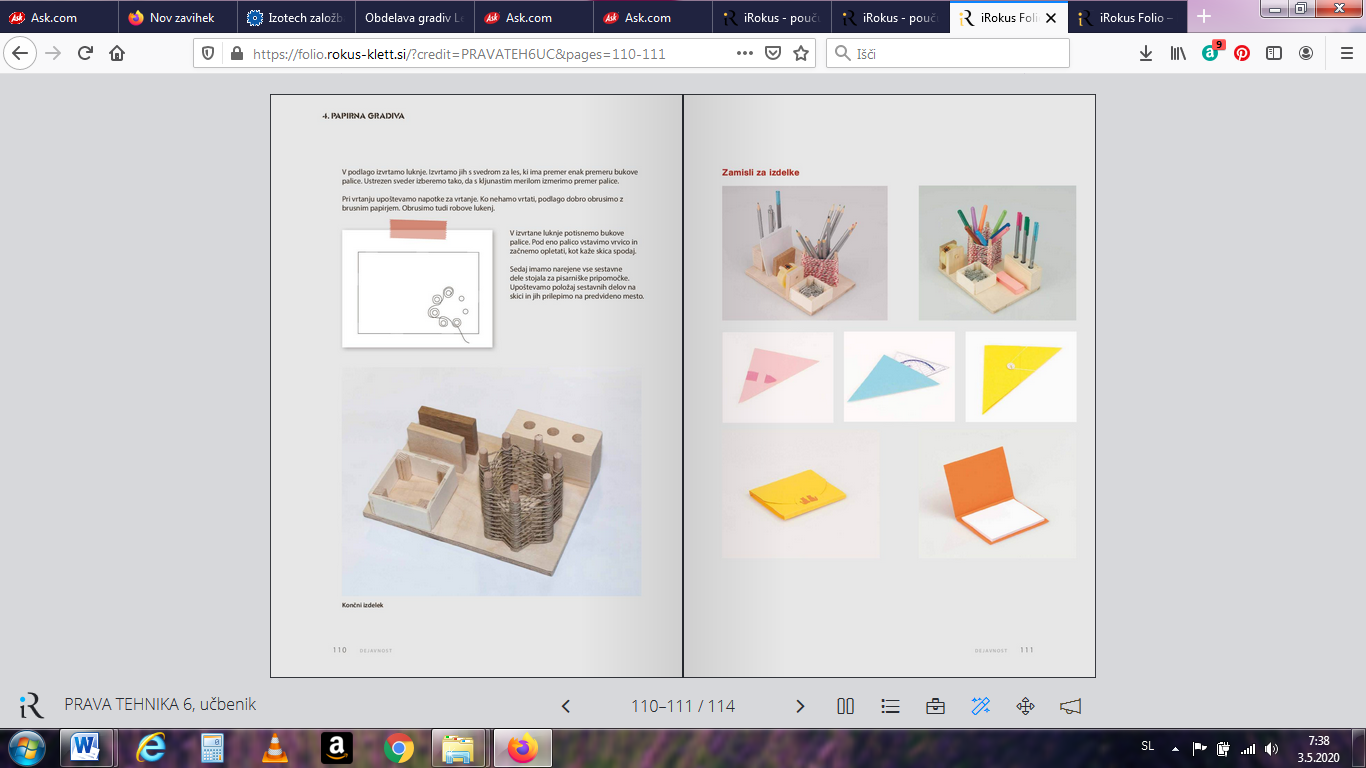 Ask.com
Nov zavihek
Izotech založb
Obdelava gradiv Le
Ask.com
Ask.com
iRokus - pouču
iRokus - pouču
iRokus Foli
iRokus Folio –
https://folio.rokus-klett.si/?credit=PRAVATEH6UC&pages=110-111
Išči
9
4. PAPIRNA GRADIVA
V podlago izvrtamo luknje. Izvrtamo jih s svedrom za les, ki ima premer enak premeru bukove
palice. Ustrezen sveder izberemo tako, da s kljunastim merilom izmerimo premer palice.
Pri vrtanju upoštevamo napotke za vrtanje. Ko nehamo vrtati, podlago dobro obrusimo z
brusnim papirjem. Obrusimo tudi robove lukenj.
V izvrtane luknje potisnemo bukove
palice. Pod eno palico vstavimo vrvico in
začnemo opletati, kot kaže skica spodaj.
Sedaj imamo narejene vse sestavne
dele stojala za pisarniške pripomočke.
Upoštevamo položaj sestavnih delov na
skici in jih prilepimo na predvideno mesto.
Končni izdelek
110 DEJAVNOST
Zamisli za izdelke
DEJAVNOST 111
iR
PRAVA TEHNIKA 6, učbenik
110–111 / 114
SL
7:38
3.5.2020